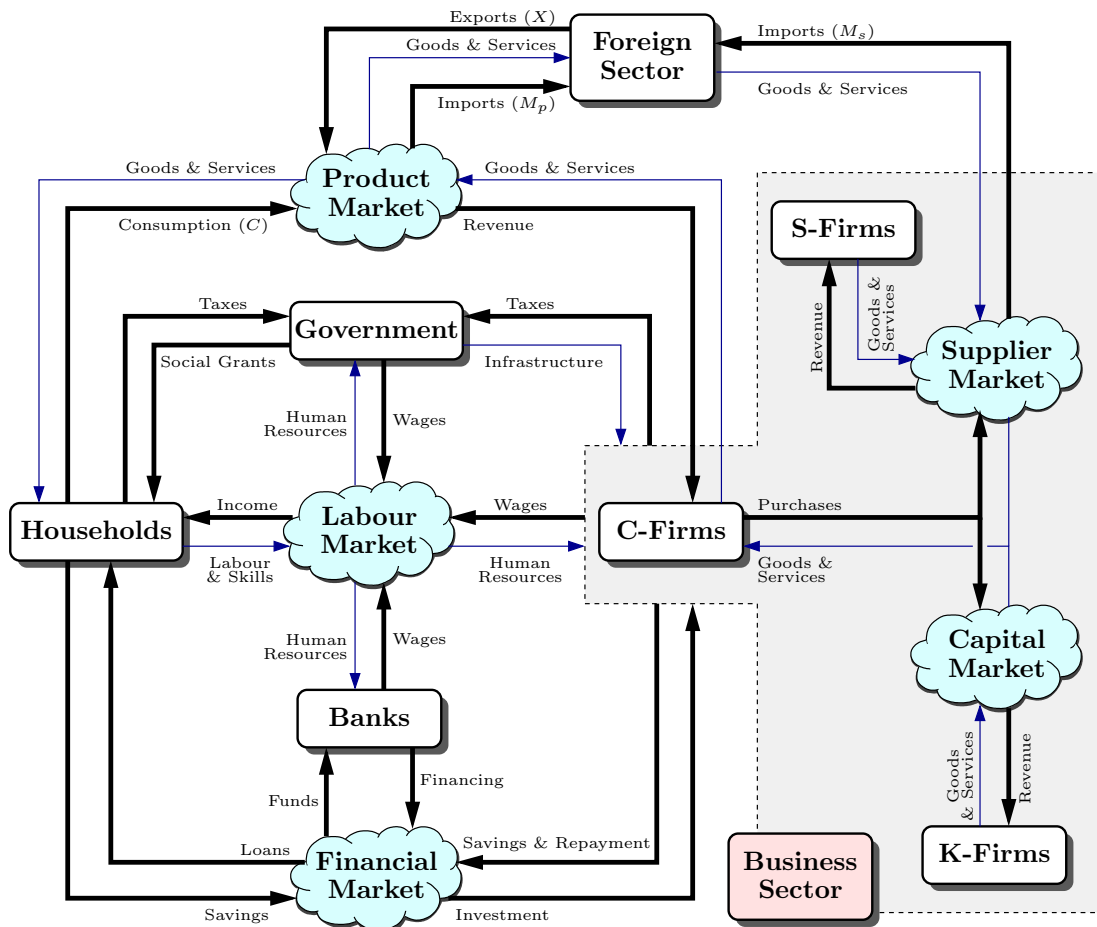 Exports (X)
Foreign
Sector
Imports (Mₛ)
Goods & Services
Imports (Mₚ)
Goods & Services
Goods & Services
Product
Market
Goods & Services
Consumption (C)
Revenue
S-Firms
Goods &
Services
Revenue
Supplier
Market
Taxes
Government
Taxes
Social Grants
Infrastructure
Human
Resources
Wages
Households
Income
Labour
Market
Wages
C-Firms
Purchases
Labour
& Skills
Human
Resources
Goods &
Services
Human
Resources
Wages
Capital
Market
Banks
Goods
& Services
Revenue
Funds
Financing
Loans
Financial
Market
Savings & Repayment
Savings
Investment
Business
Sector
K-Firms